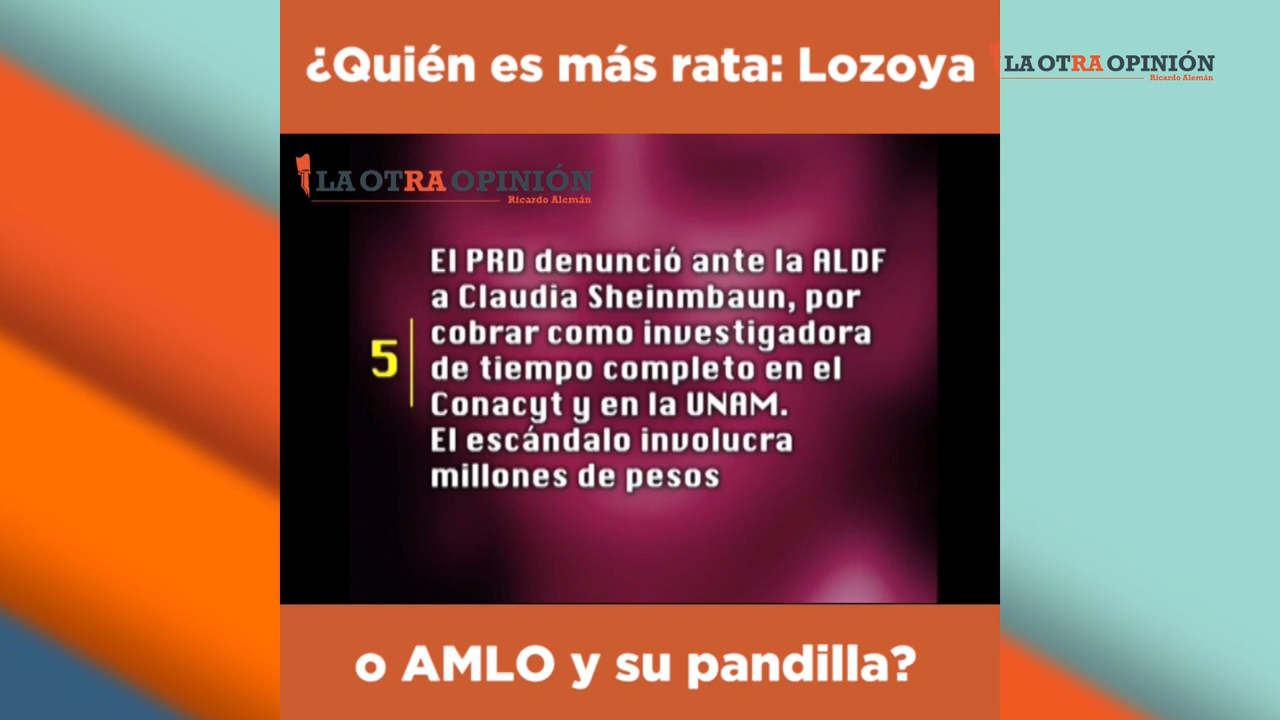 ¿Quién es más rata: Lozoya
LA OTRA OPINIÓN
Ricardo Alemán
LA OTRA OPINIÓN
Ricardo Alemán
5
El PRD denunció ante la ALDF
a Claudia Sheinmbaun, por
cobrar como investigadora
de tiempo completo en el
Conacyt y en la UNAM.
El escándalo involucra
millones de pesos
o AMLO y su pandilla?